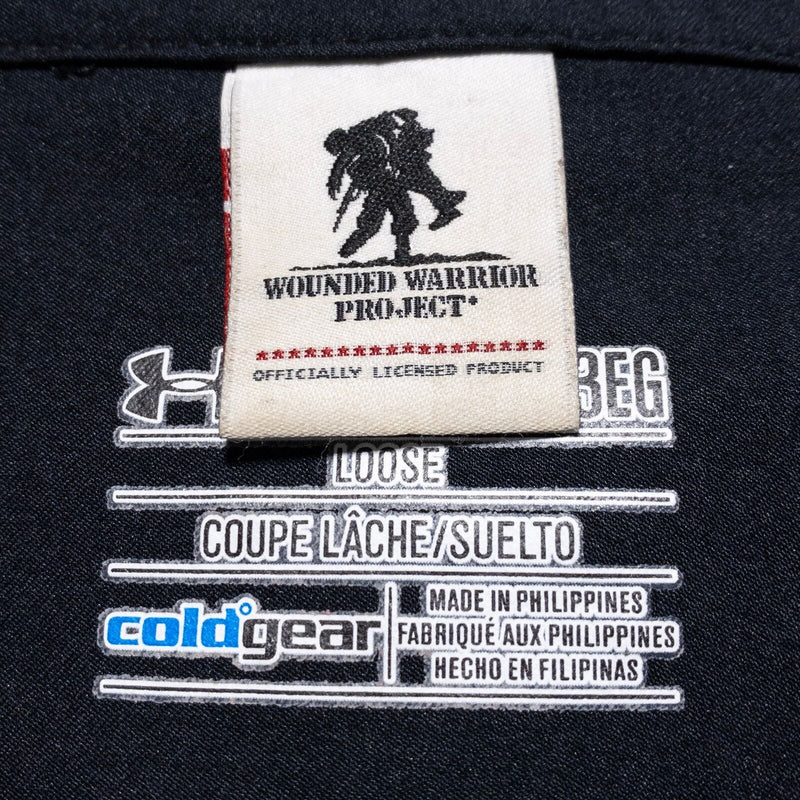 WOUNDED WARRIOR
PROJECT®
OFFICIALLY LICENSED PRODUCT
LOOSE
COUPE LÂCHE/SUELTO
coldgear
MADE IN PHILIPPINES
FABRIQUÉ AUX PHILIPPINES
HECHO EN FILIPINAS